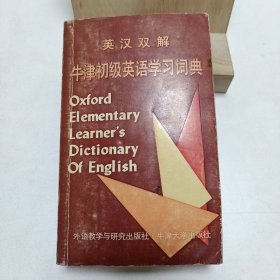 英汉双解
牛津初级英语学习词典
Oxford
Elementary
Learner's
Dictionary
Of English
外语教学与研究出版社·牛津大学出版社